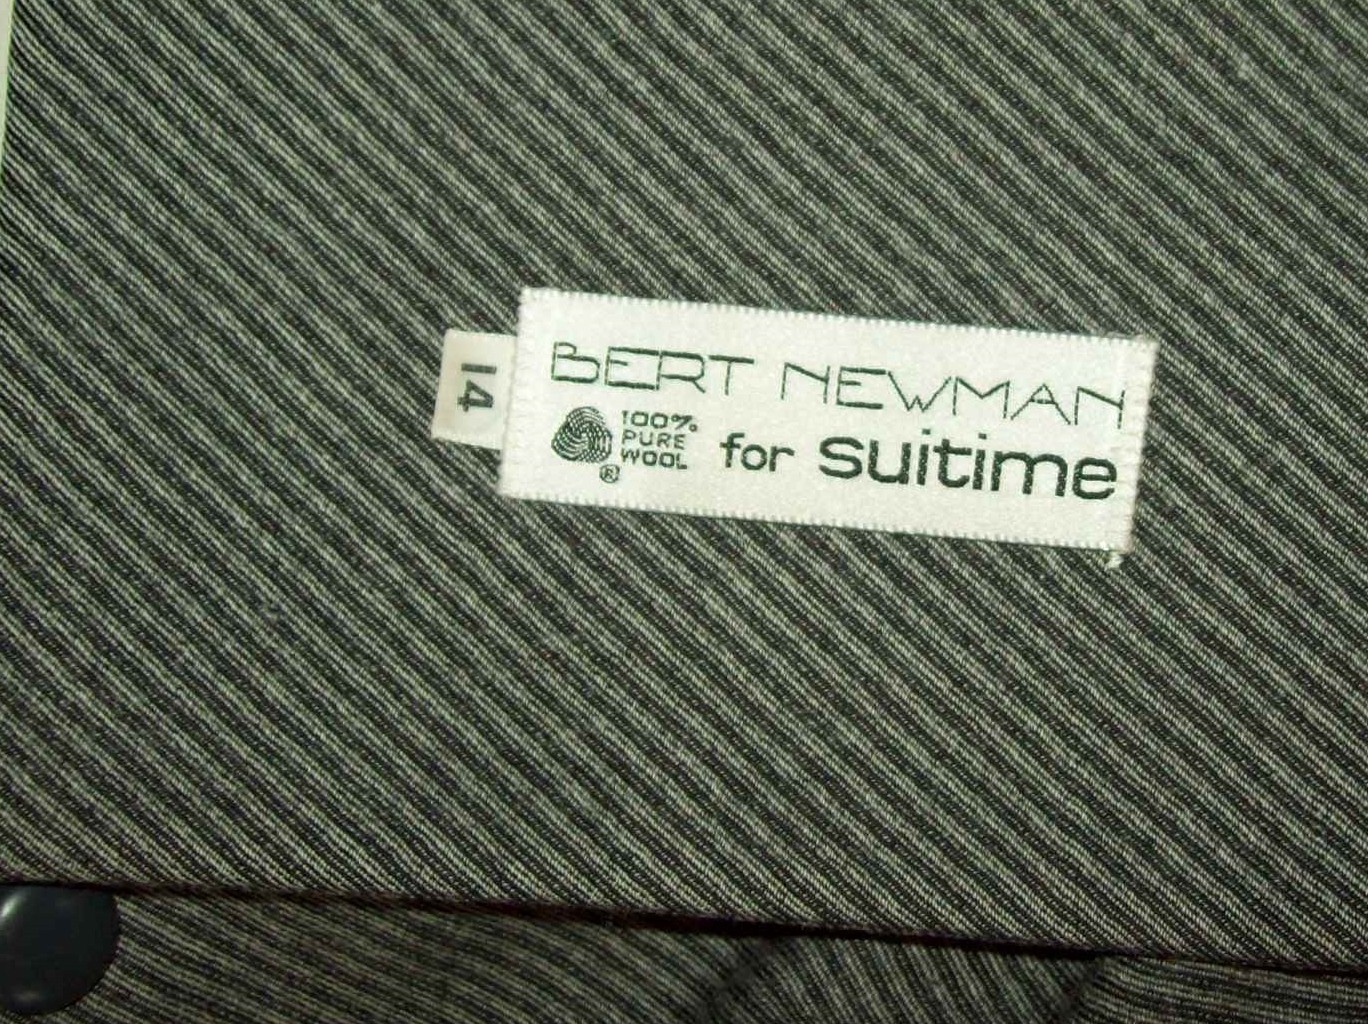 BERT NEWMAN
100%
PURE
WOOL
®
for suitime
14